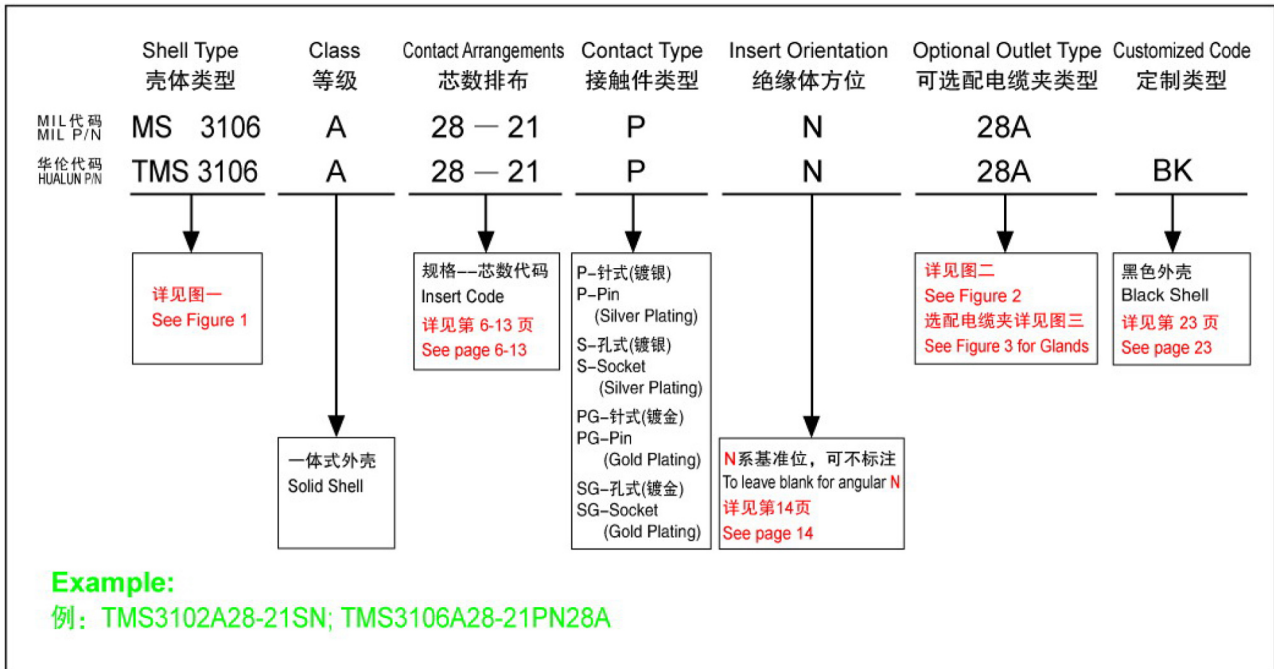 Shell Type
壳体类型
Class
等级
Contact Arrangements
芯数排布
Contact Type
接触件类型
Insert Orientation
绝缘体方位
Optional Outlet Type
可选配电缆夹类型
Customized Code
定制类型
MIL代码
MIL P/N
MS 3106 A 28 — 21 P N 28A
华伦代码
HUALUN P/N
TMS 3106 A 28 — 21 P N 28A BK
详见图一
See Figure 1
一体式外壳
Solid Shell
规格--芯数代码
Insert Code
详见第 6-13 页
See page 6-13
P-针式(镀银)
P-Pin
(Silver Plating)
S-孔式(镀银)
S-Socket
(Silver Plating)
PG-针式(镀金)
PG-Pin
(Gold Plating)
SG-孔式(镀金)
SG-Socket
(Gold Plating)
N系基准位，可不标注
To leave blank for angular N
详见第14页
See page 14
详见图二
See Figure 2
选配电缆夹详见图三
See Figure 3 for Glands
黑色外壳
Black Shell
详见第 23 页
See page 23
Example:
例：TMS3102A28-21SN; TMS3106A28-21PN28A